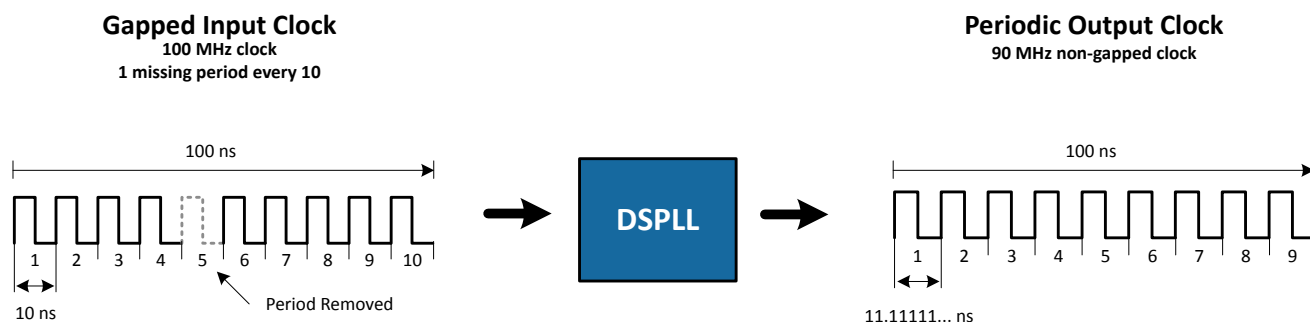 Gapped Input Clock
100 MHz clock
1 missing period every 10
100 ns
1 2 3 4 5 6 7 8 9 10
10 ns
Period Removed
DSPLL
Periodic Output Clock
90 MHz non-gapped clock
100 ns
1 2 3 4 5 6 7 8 9
11.11111... ns